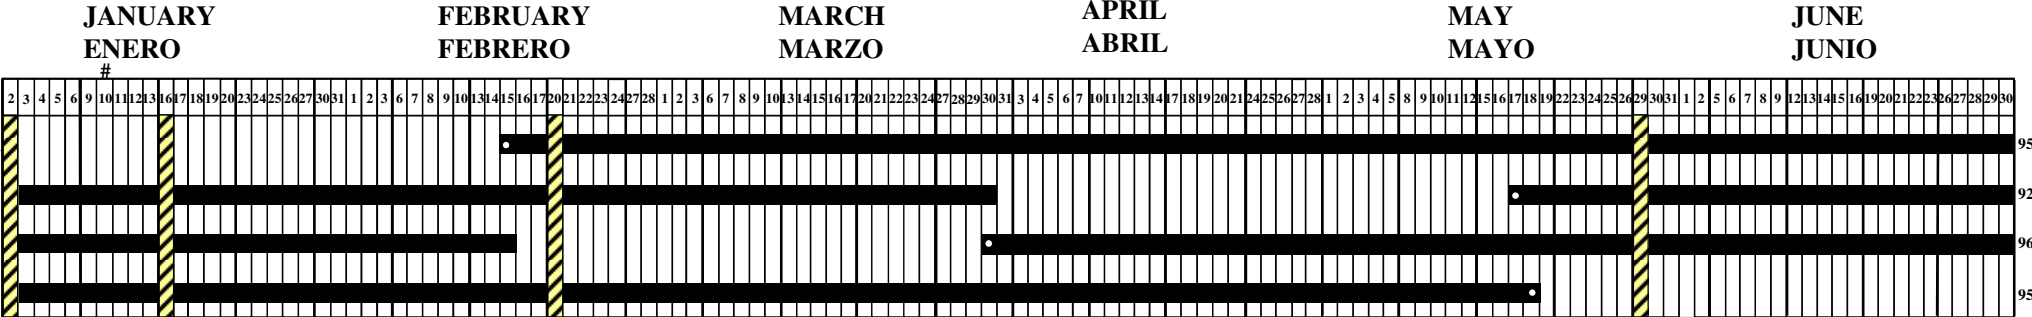 JANUARY FEBRUARY MARCH APRIL MAY JUNE
ENERO FEBRERO MARZO ABRIL MAYO JUNIO
#
2 3 4 5 6 9 10 11 12 13 16 17 18 19 20 23 24 25 26 27 30 31 1 2 3 6 7 8 9 10 13 14 15 16 17 20 21 22 23 24 27 28 1 2 3 6 7 8 9 10 13 14 15 16 17 20 21 22 23 24 27 28 29 30 31 3 4 5 6 7 10 11 12 13 14 17 18 19 20 21 24 25 26 27 28 1 2 3 4 5 8 9 10 11 12 15 16 17 18 19 22 23 24 25 26 29 30 31 1 2 5 6 7 8 9 12 13 14 15 16 19 20 21 22 23 26 27 28 29 30
95
92
96
95